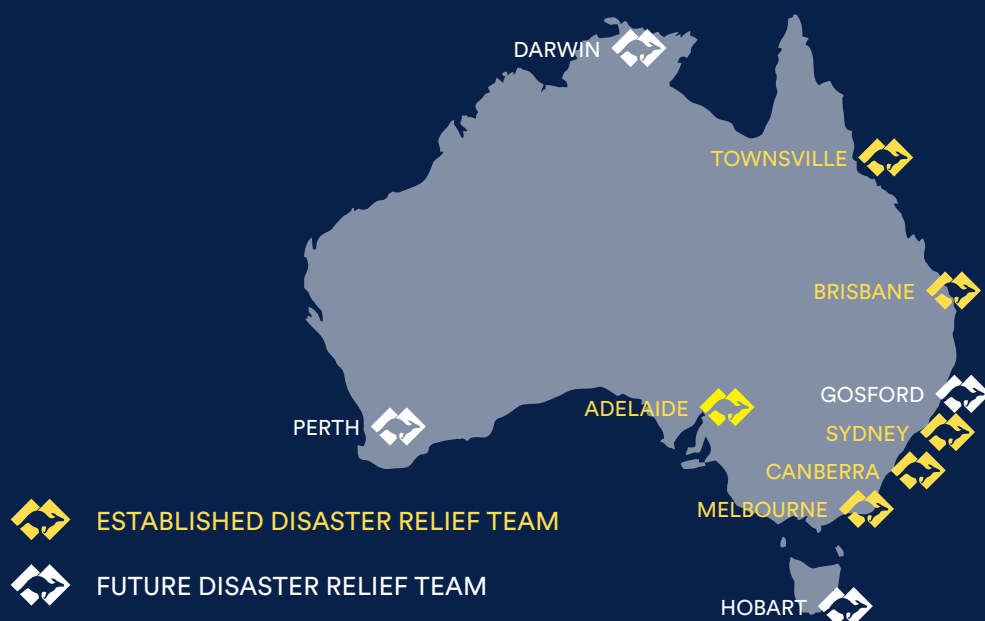 DARWIN
TOWNSVILLE
BRISBANE
GOSFORD
ADELAIDE
PERTH
SYDNEY
CANBERRA
MELBOURNE
ESTABLISHED DISASTER RELIEF TEAM
FUTURE DISASTER RELIEF TEAM
HOBART